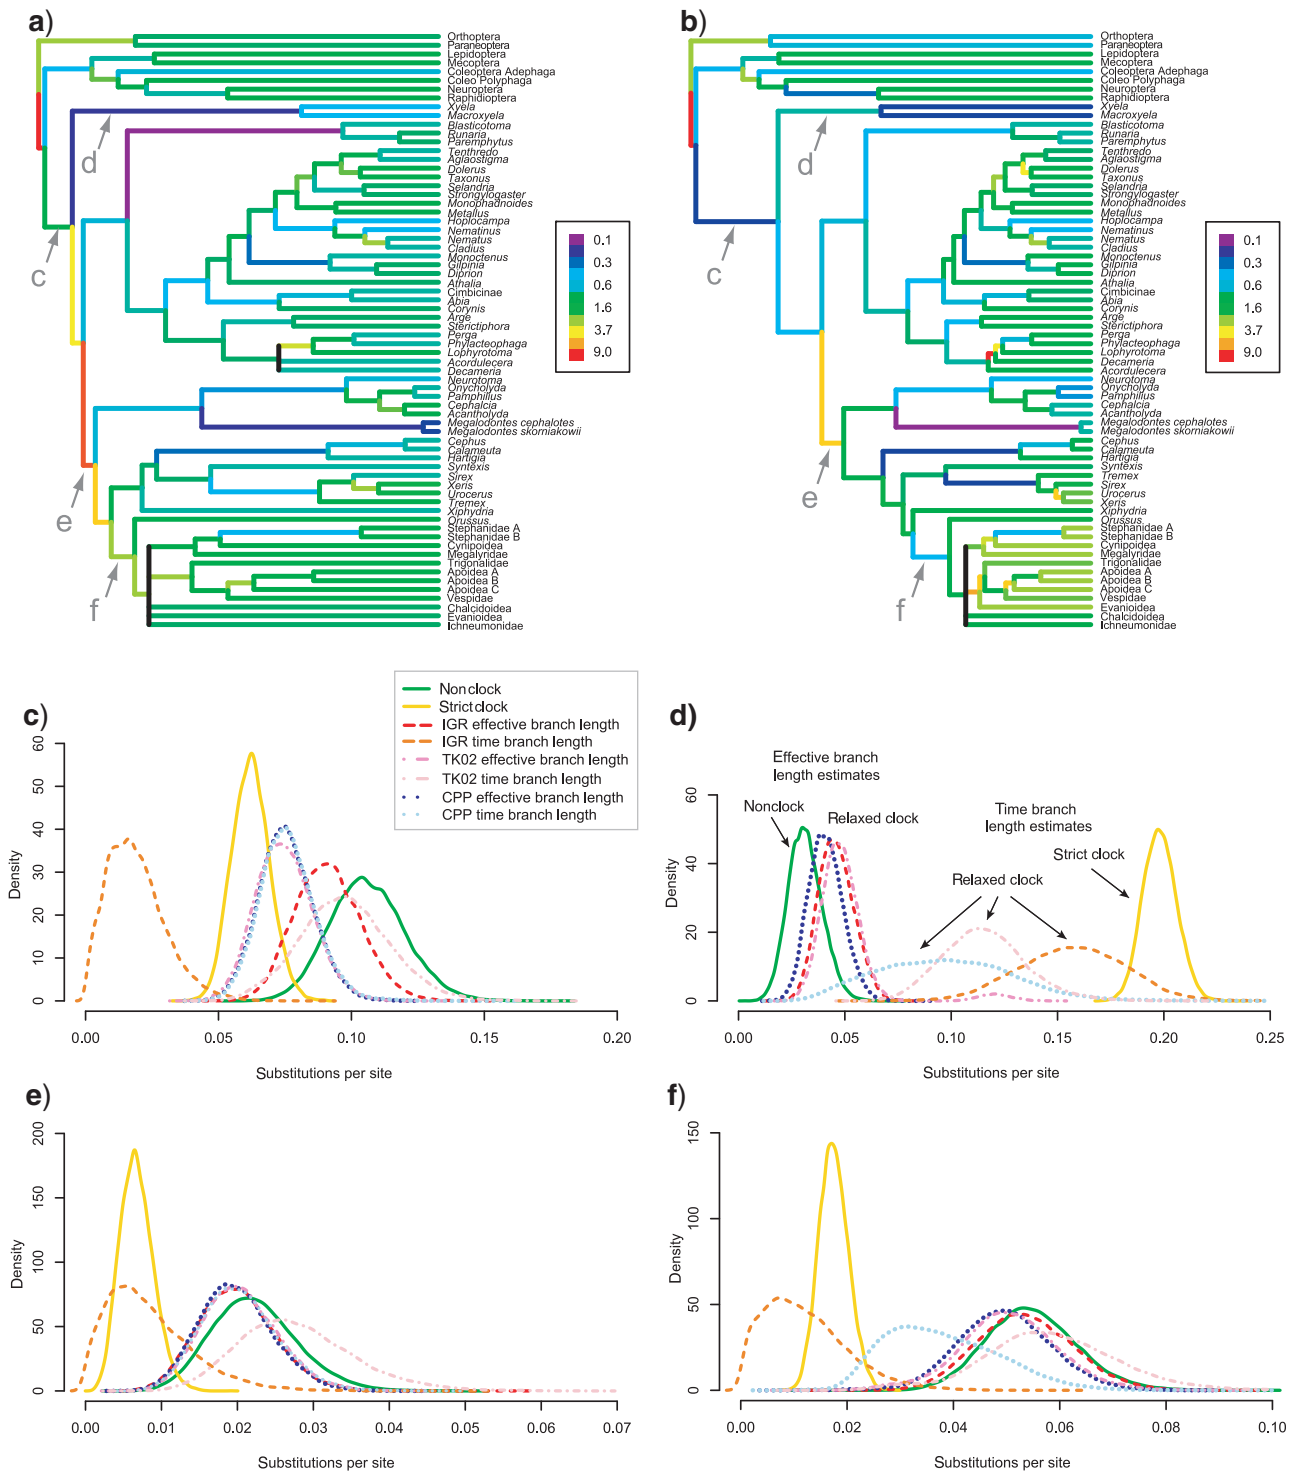 a)
Orthoptera
Paraneoptera
Lepidoptera
Mecoptera
Coleoptera Adephaga
Coleo Polyphaga
Neuroptera
Raphidioptera
Xyela
Macroxyela
Blasticotoma
Runaria
Paremphytus
Tenthredo
Aglaostigma
Dolerus
Taxonus
Selandria
Strongylogaster
Monophadnoides
Metallus
Hoplocampa
Nematinus
Nematus
Cladius
Monoctenus
Gilpinia
Diprion
Athalia
Cimbicinae
Abia
Corynis
Arge
Sterictiphora
Perga
Phylacteophaga
Lophyrotoma
Acordulecera
Decameria
Neurotoma
Onycholyda
Pamphilius
Cephalcia
Acantholyda
Megalodontes cephalotes
Megalodontes skorniakowii
Cephus
Calameuta
Hartigia
Syntexis
Sirex
Xeris
Urocerus
Tremex
Xiphydria
Orussus
Stephanidae A
Stephanidae B
Cynipoidea
Megalyridae
Trigonalidae
Apoidea A
Apoidea B
Apoidea C
Vespidae
Chalcidoidea
Evanioidea
Ichneumonidae
d
c
e
f
0.1
0.3
0.6
1.6
3.7
9.0
b)
Orthoptera
Paraneoptera
Lepidoptera
Mecoptera
Coleoptera Adephaga
Coleo Polyphaga
Neuroptera
Raphidioptera
Xyela
Macroxyela
Blasticotoma
Runaria
Paremphytus
Tenthredo
Aglaostigma
Dolerus
Taxonus
Selandria
Strongylogaster
Monophadnoides
Metallus
Hoplocampa
Nematinus
Nematus
Cladius
Monoctenus
Gilpinia
Diprion
Athalia
Cimbicinae
Abia
Corynis
Arge
Sterictiphora
Perga
Phylacteophaga
Lophyrotoma
Decameria
Acordulecera
Neurotoma
Onycholyda
Pamphilius
Cephalcia
Acantholyda
Megalodontes cephalotes
Megalodontes skorniakowii
Cephus
Calameuta
Hartigia
Syntexis
Tremex
Sirex
Urocerus
Xeris
Xiphydria
Orussus
Stephanidae A
Stephanidae B
Cynipoidea
Megalyridae
Trigonalidae
Apoidea A
Apoidea B
Apoidea C
Vespidae
Evanioidea
Chalcidoidea
Ichneumonidae
d
c
e
f
0.1
0.3
0.6
1.6
3.7
9.0
c)
Nonclock
Strict clock
IGR effective branch length
IGR time branch length
TK02 effective branch length
TK02 time branch length
CPP effective branch length
CPP time branch length
Density
60
50
40
30
20
10
0
0.00 0.05 0.10 0.15 0.20
Substitutions per site
d)
Effective branch
length estimates
Nonclock
Relaxed clock
Time branch
length estimates
Strict clock
Relaxed clock
Density
60
40
20
0
0.00 0.05 0.10 0.15 0.20 0.25
Substitutions per site
e)
Density
200
150
100
50
0
0.00 0.01 0.02 0.03 0.04 0.05 0.06 0.07
Substitutions per site
f)
Density
150
100
50
0
0.00 0.02 0.04 0.06 0.08 0.10
Substitutions per site